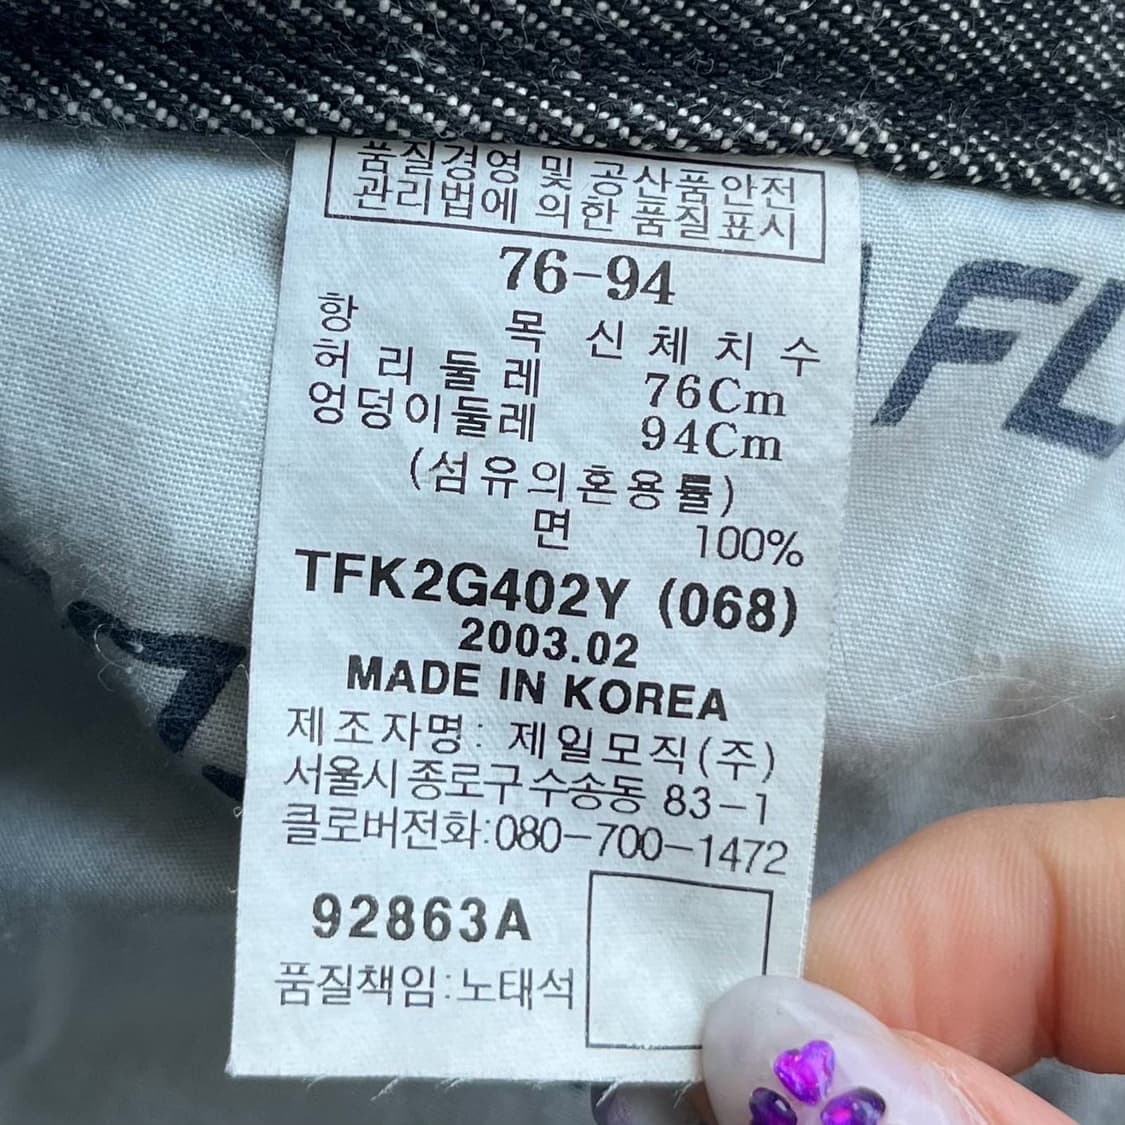 품질경영 및 공산품안전
관리법에 의한 품질표시
76-94
항 목 신체치수
허리둘레 76Cm
엉덩이둘레 94Cm
(섬유의혼용률)
면 100%
TFK2G402Y (068)
2003.02
MADE IN KOREA
제조자명: 제일모직(주)
서울시종로구수송동 83-1
클로버전화:080-700-1472
92863A
품질책임:노태석
FL